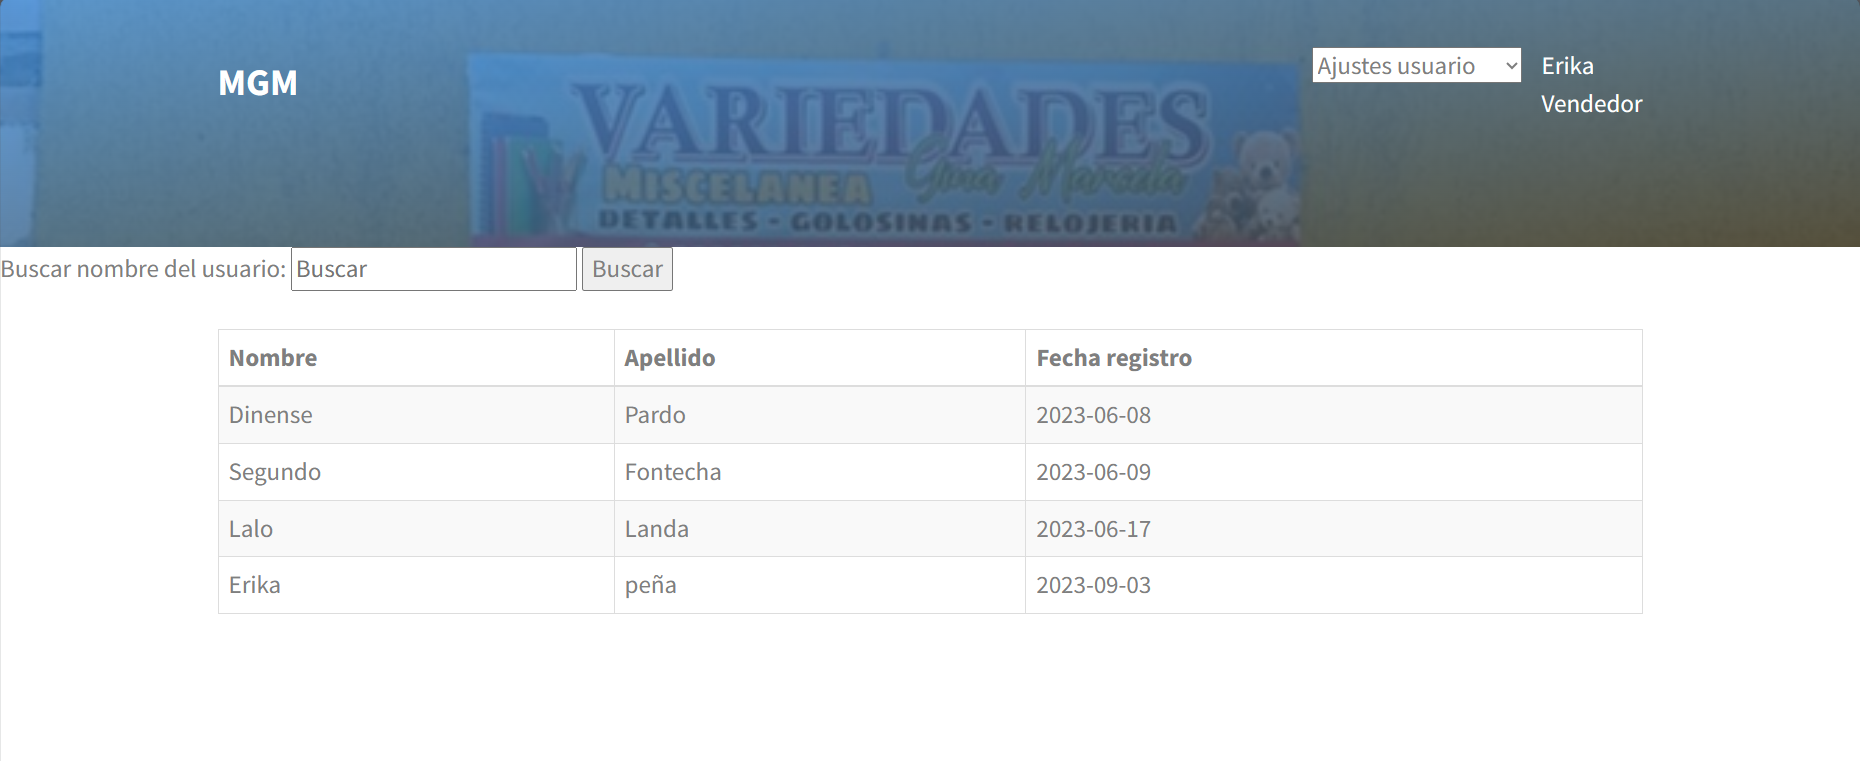 MGM
Ajustes usuario
Erika
Vendedor
VARIEDADES
Gina Marceda
MISCELANEA
DETALLES - GOLOSINAS - RELOJERIA
Buscar nombre del usuario: Buscar Buscar
Nombre Apellido Fecha registro
Dinense Pardo 2023-06-08
Segundo Fontecha 2023-06-09
Lalo Landa 2023-06-17
Erika peña 2023-09-03